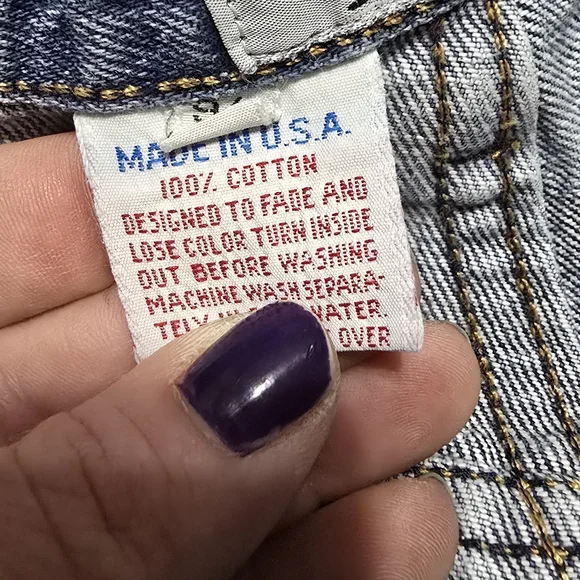 MADE IN U.S.A.
100% COTTON
DESIGNED TO FADE AND
LOSE COLOR TURN INSIDE
OUT BEFORE WASHING
MACHINE WASH SEPARA-
TELY IN WATER.
OVER